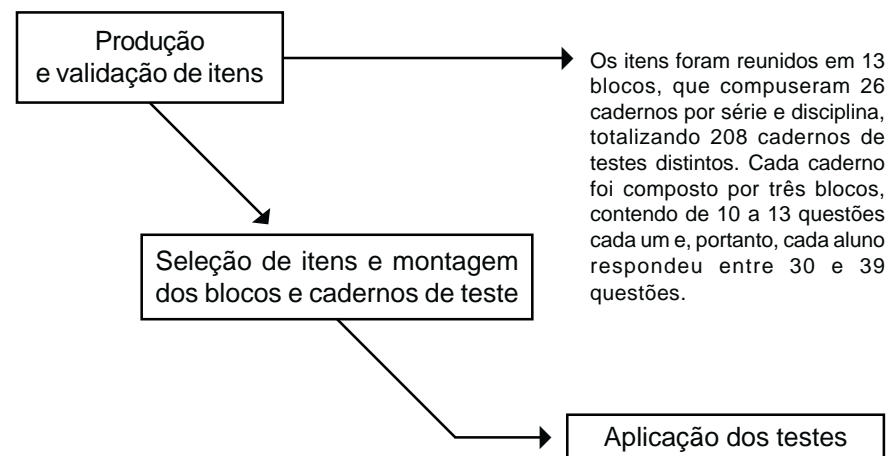 Produção
e validação de itens
Os itens foram reunidos em 13
blocos, que compuseram 26
cadernos por série e disciplina,
totalizando 208 cadernos de
testes distintos. Cada caderno
foi composto por três blocos,
contendo de 10 a 13 questões
cada um e, portanto, cada aluno
respondeu entre 30 e 39
questões.
Seleção de itens e montagem
dos blocos e cadernos de teste
Aplicação dos testes